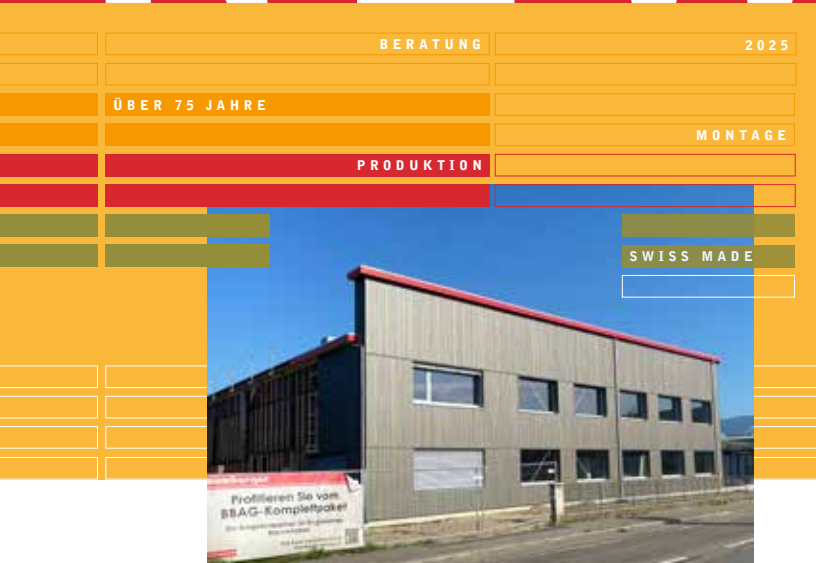 BERATUNG
2025
ÜBER 75 JAHRE
MONTAGE
PRODUKTION
SWISS MADE
Profitieren Sie vom
BBAG-Komplettpaket